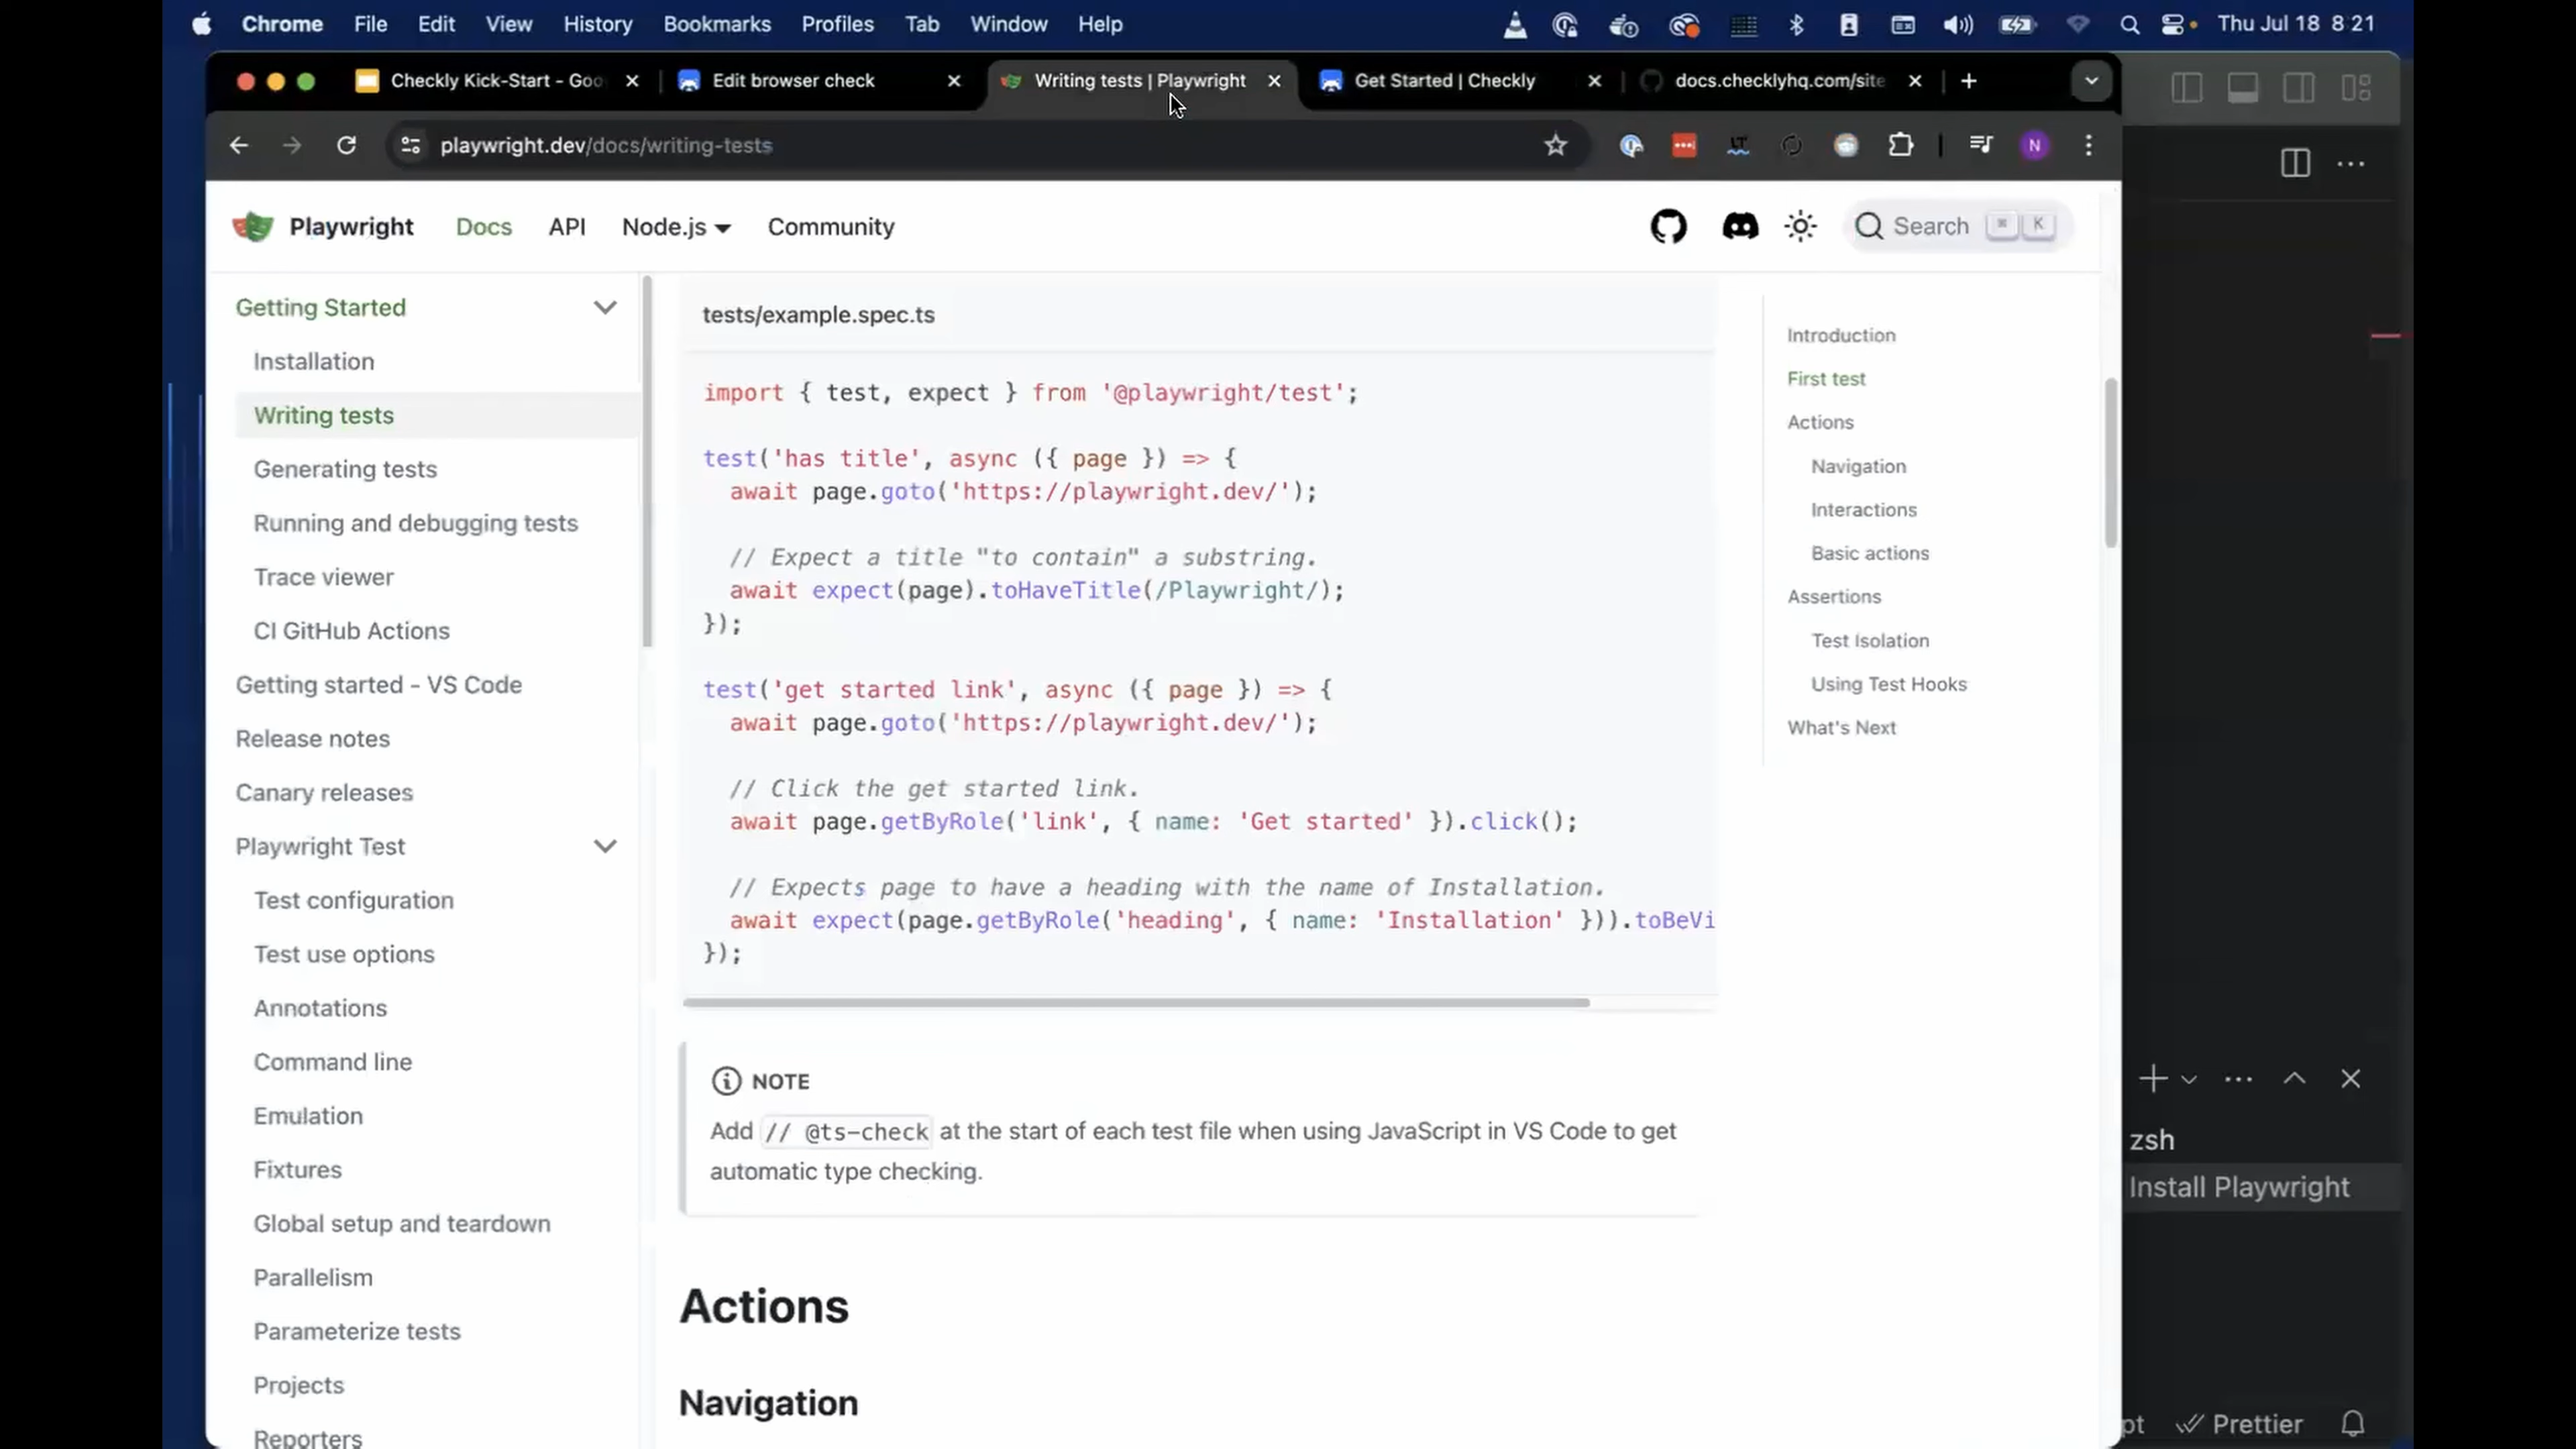 Chrome File Edit View History Bookmarks Profiles Tab Window Help Thu Jul 18 8:21
Checkly Kick-Start - Goo Edit browser check Writing tests | Playwright Get Started | Checkly docs.checklyhq.com/site
playwright.dev/docs/writing-tests N
Playwright Docs API Node.js Community Search ⌘ K
Getting Started
Installation
Writing tests
Generating tests
Running and debugging tests
Trace viewer
CI GitHub Actions
Getting started - VS Code
Release notes
Canary releases
Playwright Test
Test configuration
Test use options
Annotations
Command line
Emulation
Fixtures
Global setup and teardown
Parallelism
Parameterize tests
Projects
Reporters
tests/example.spec.ts
import { test, expect } from '@playwright/test';
test('has title', async ({ page }) => {
await page.goto('https://playwright.dev/');
// Expect a title "to contain" a substring.
await expect(page).toHaveTitle(/Playwright/);
});
test('get started link', async ({ page }) => {
await page.goto('https://playwright.dev/');
// Click the get started link.
await page.getByRole('link', { name: 'Get started' }).click();
// Expects page to have a heading with the name of Installation.
await expect(page.getByRole('heading', { name: 'Installation' })).toBeVi
});
NOTE
Add // @ts-check at the start of each test file when using JavaScript in VS Code to get
automatic type checking.
Actions
Navigation
Introduction
First test
Actions
Navigation
Interactions
Basic actions
Assertions
Test Isolation
Using Test Hooks
What's Next
zsh
Install Playwright
pt Prettier